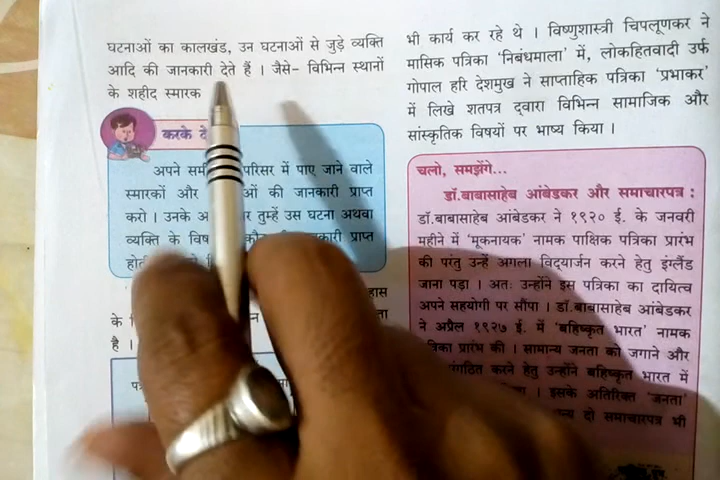 घटनाओं का कालखंड, उन घटनाओं से जुड़े व्यक्ति
आदि की जानकारी देते हैं । जैसे- विभिन्न स्थानों
के शहीद स्मारक
करके
अपने परिसर में पाए जाने वाले
स्मारकों और की जानकारी प्राप्त
करो । उनके तुम्हें उस घटना अथवा
व्यक्ति के प्राप्त
के
है ।
भी कार्य कर रहे थे । विष्णुशास्त्री चिपलूणकर ने
मासिक पत्रिका ‘निबंधमाला’ में, लोकहितवादी उर्फ
गोपाल हरि देशमुख ने साप्ताहिक पत्रिका ‘प्रभाकर’
में लिखे शतपत्र द्वारा विभिन्न सामाजिक और
सांस्कृतिक विषयों पर भाष्य किया ।
चलो, समझेंगे...
डॉ.बाबासाहेब आंबेडकर और समाचारपत्र :
डॉ.बाबासाहेब आंबेडकर ने १९२० ई. के जनवरी
महीने में ‘मूकनायक’ नामक पाक्षिक पत्रिका प्रारंभ
की परंतु उन्हें अगला विद्यार्जन करने हेतु इंग्लैंड
जाना पड़ा । अतः उन्होंने इस पत्रिका का दायित्व
अपने सहयोगी पर सौंपा । डॉ.बाबासाहेब आंबेडकर
ने अप्रैल १९२७ ई. में ‘बहिष्कृत भारत’ नामक
प्रारंभ की । सामान्य जनता को जगाने और
करने हेतु उन्होंने बहिष्कृत भारत में
। इसके अतिरिक्त ‘जनता’
दो समाचारपत्र भी